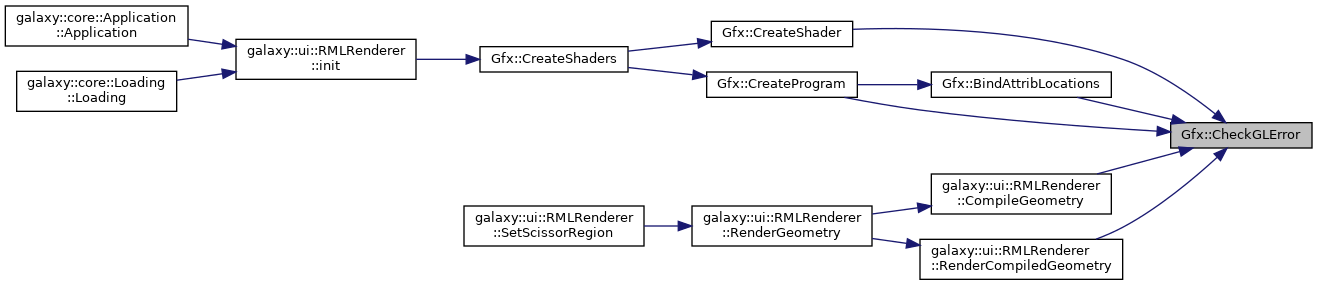 galaxy::core::Application
::Application
galaxy::core::Loading
::Loading
galaxy::ui::RMLRenderer
::init
Gfx::CreateShaders
Gfx::CreateShader
Gfx::CreateProgram
Gfx::BindAttribLocations
Gfx::CheckGLError
galaxy::ui::RMLRenderer
::SetScissorRegion
galaxy::ui::RMLRenderer
::RenderGeometry
galaxy::ui::RMLRenderer
::CompileGeometry
galaxy::ui::RMLRenderer
::RenderCompiledGeometry